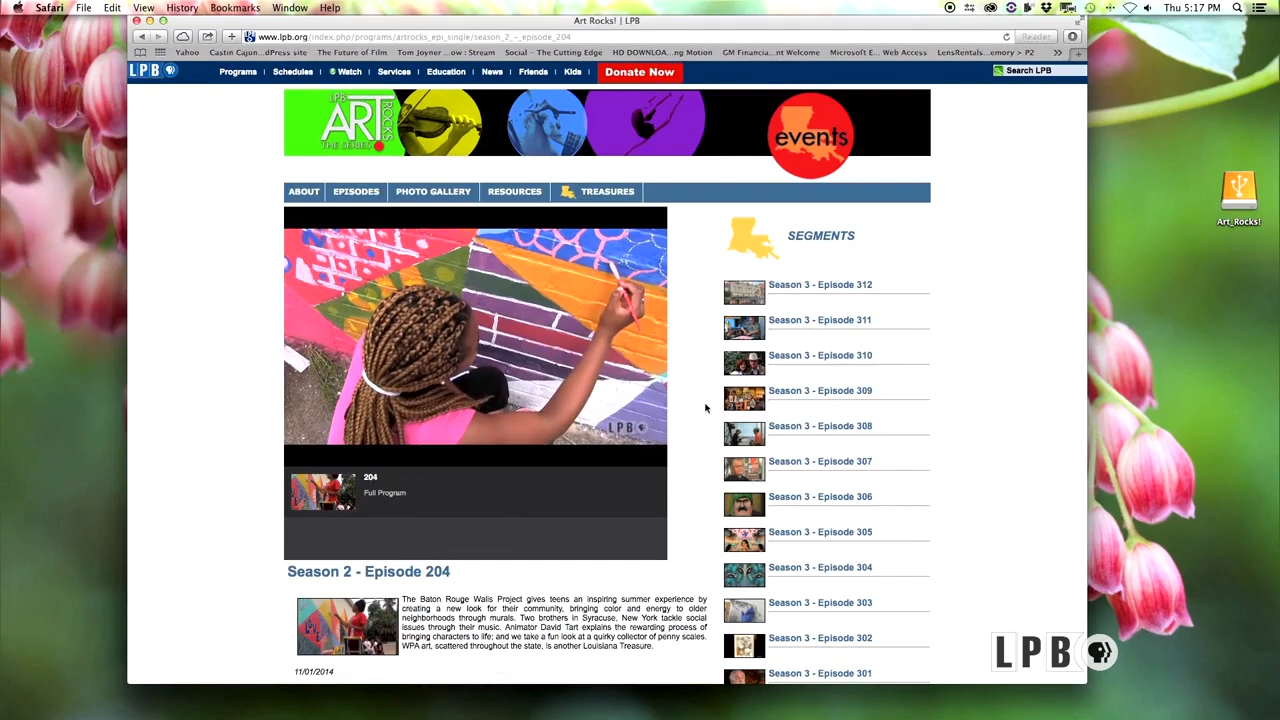 Safari File Edit View History Bookmarks Window Help
Thu 5:17 PM
Art Rocks! | LPB
www.lpb.org/index.php/programs/artrocks_epi_single/season_2_-_episode_204
Reader
Yahoo Castin Cajun...dPress site The Future of Film Tom Joyner ...ow : Stream Social – The Cutting Edge HD DOWNLOA...ng Motion GM Financia...nt Welcome Microsoft E... Web Access LensRentals...emory > P2
LPB
Programs Schedules Watch Services Education News Friends Kids Donate Now
Search LPB
LPB
ART ROCKS
THE SERIES
events
ABOUT EPISODES PHOTO GALLERY RESOURCES TREASURES
SEGMENTS
Season 3 - Episode 312
Season 3 - Episode 311
Season 3 - Episode 310
Season 3 - Episode 309
Season 3 - Episode 308
Season 3 - Episode 307
Season 3 - Episode 306
Season 3 - Episode 305
Season 3 - Episode 304
Season 3 - Episode 303
Season 3 - Episode 302
Season 3 - Episode 301
LPB
204
Full Program
Season 2 - Episode 204
The Baton Rouge Walls Project gives teens an inspiring summer experience by
creating a new look for their community, bringing color and energy to older
neighborhoods through murals. Two brothers in Syracuse, New York tackle social
issues through their music. Animator David Tart explains the rewarding process of
bringing characters to life; and we take a fun look at a quirky collector of penny scales.
WPA art, scattered throughout the state, is another Louisiana Treasure.
11/01/2014
Art_Rocks!
LPB